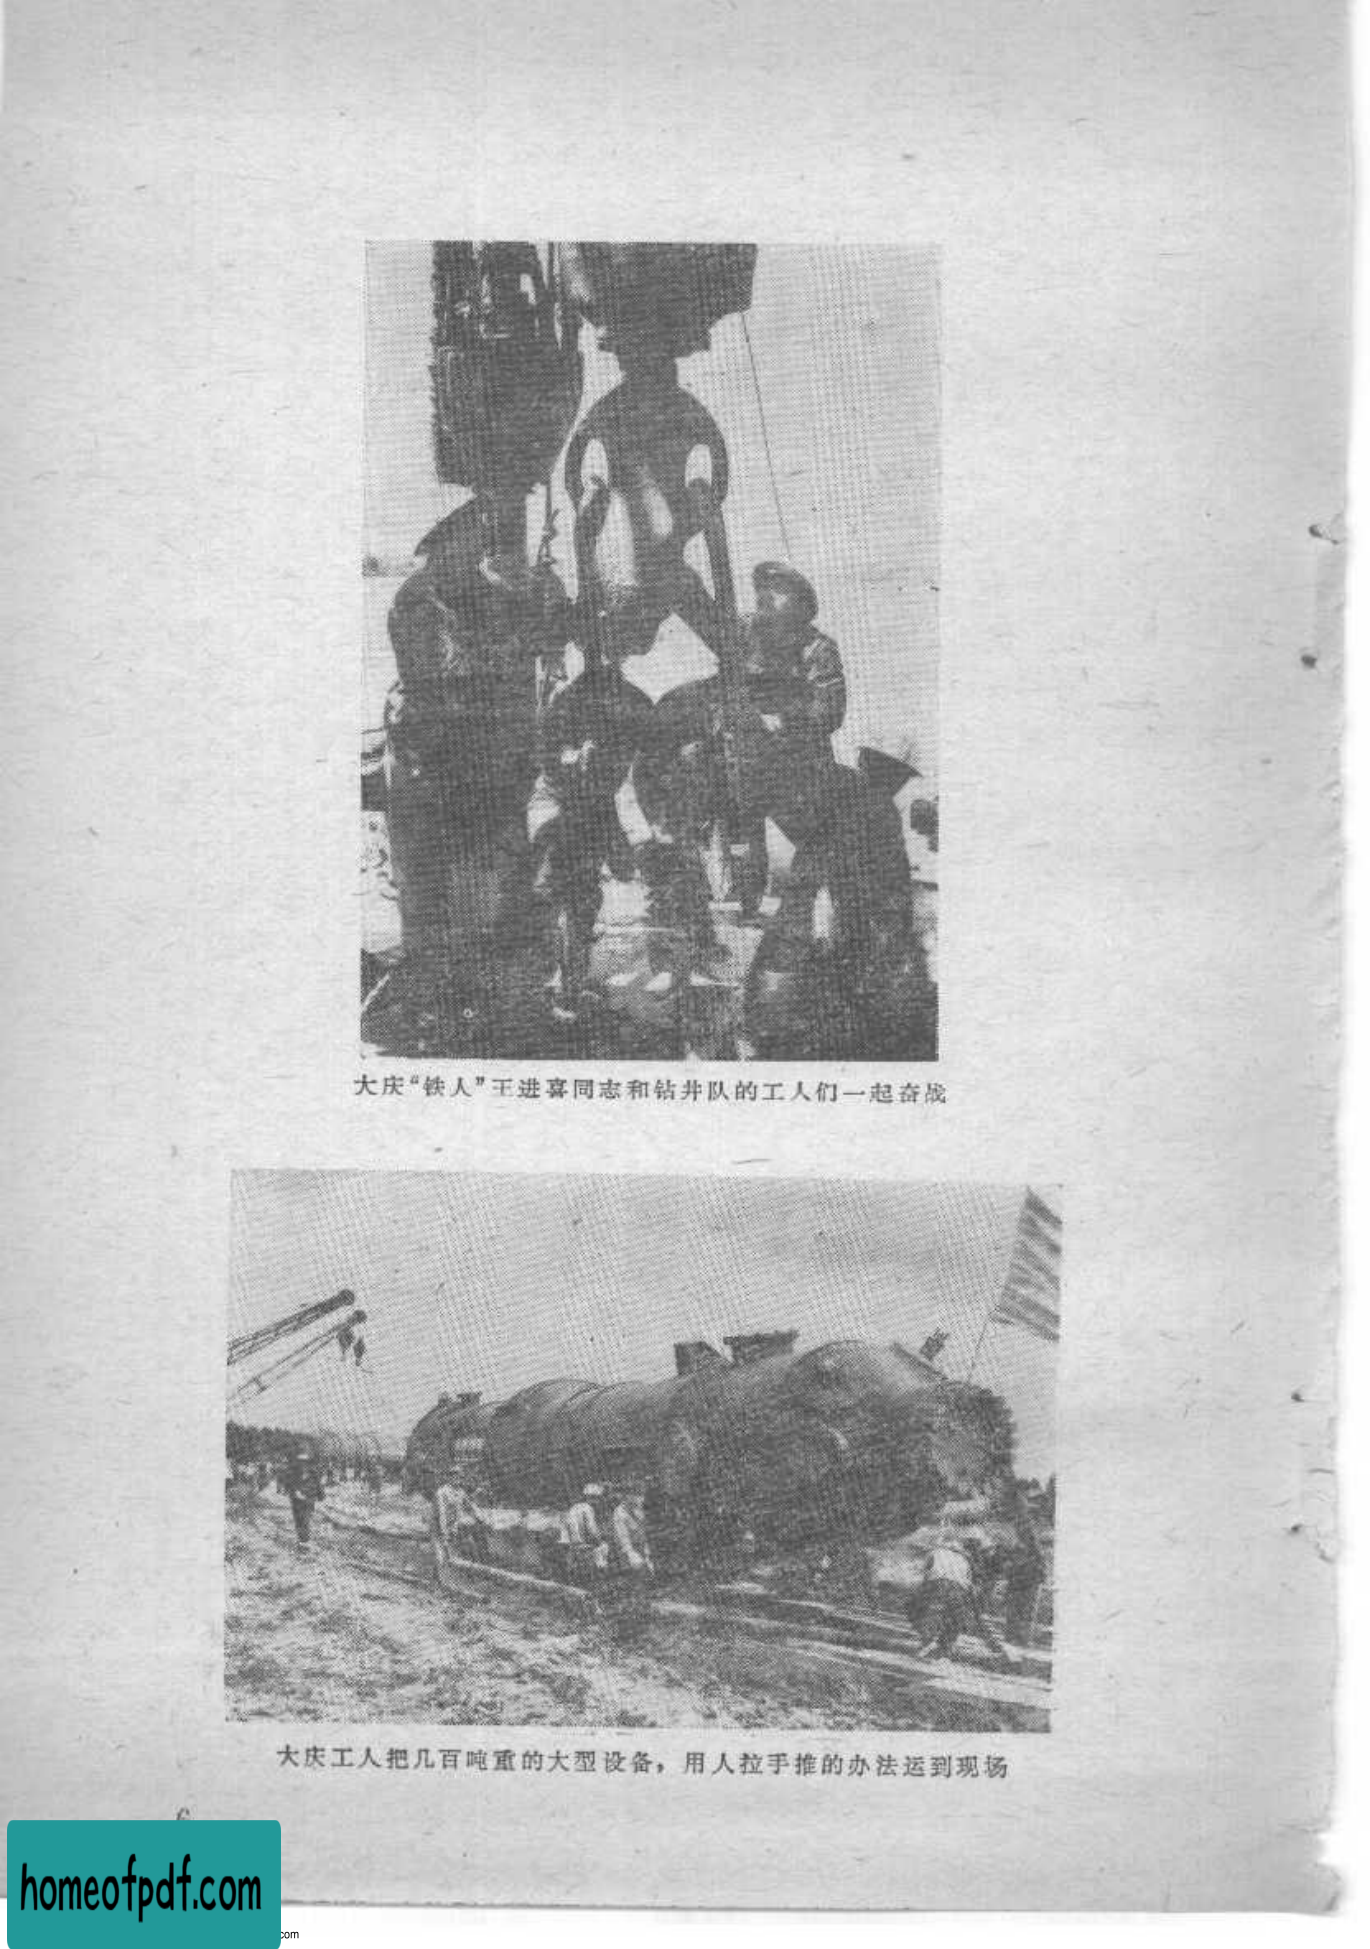 大庆“铁人”王进喜同志和钻井队的工人们一起奋战
大庆工人把几百吨重的大型设备，用人拉手推的办法运到现场
6
homeofpdf.com
com